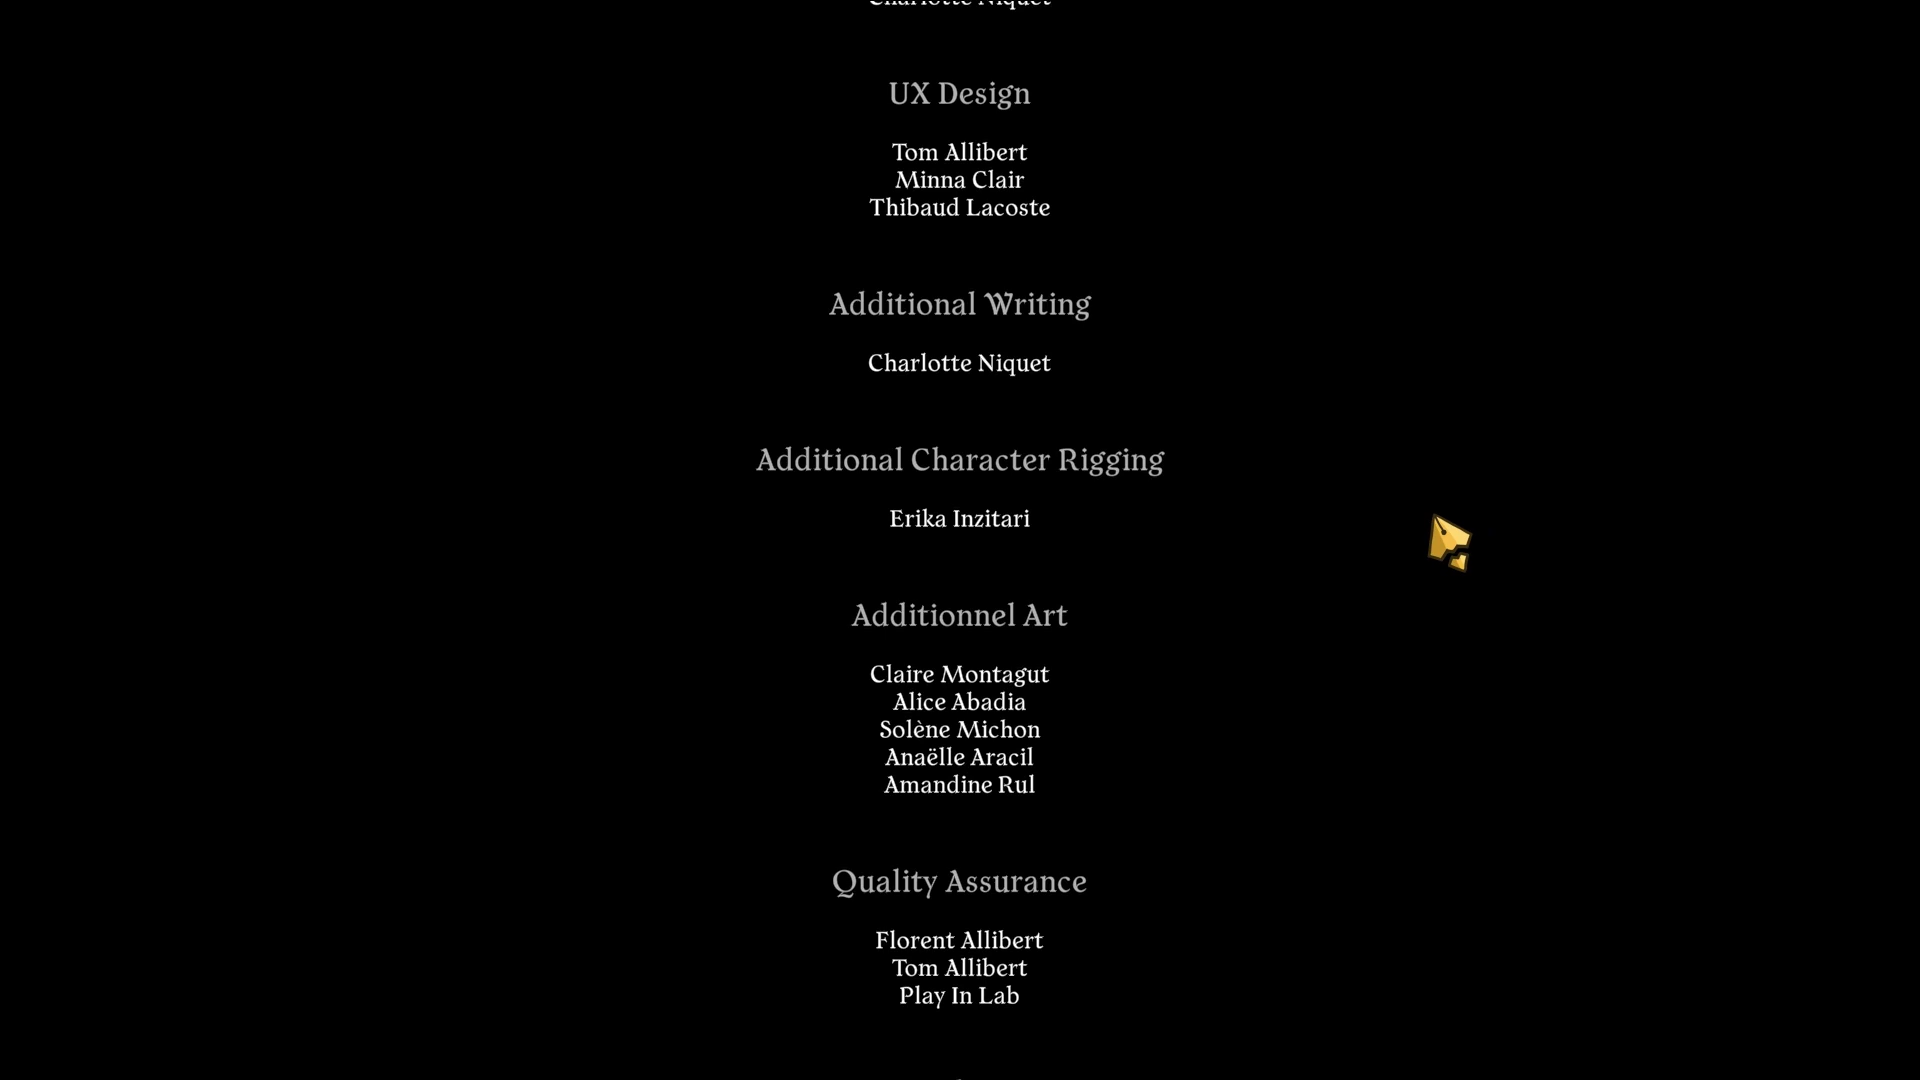 Charlotte Niquet
UX Design
Tom Allibert
Minna Clair
Thibaud Lacoste
Additional Writing
Charlotte Niquet
Additional Character Rigging
Erika Inzitari
Additionnel Art
Claire Montagut
Alice Abadia
Solène Michon
Anaëlle Aracil
Amandine Rul
Quality Assurance
Florent Allibert
Tom Allibert
Play In Lab